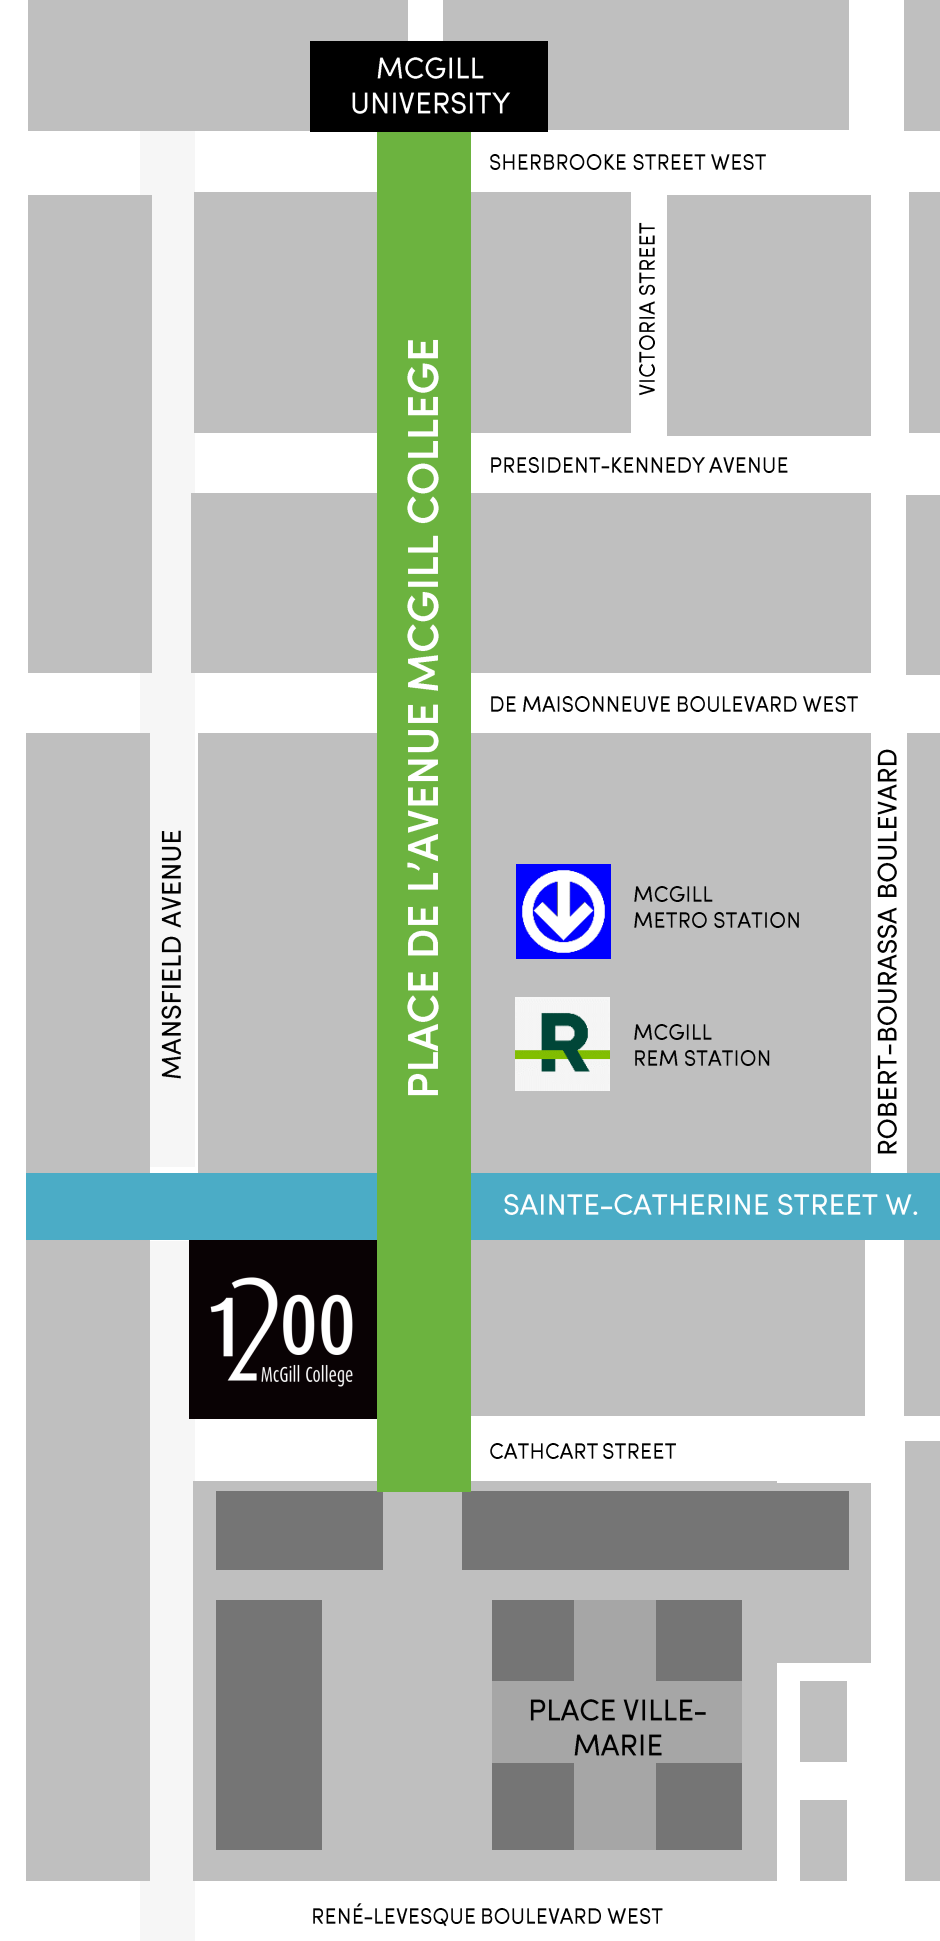 MCGILL
UNIVERSITY
SHERBROOKE STREET WEST
VICTORIA STREET
PRESIDENT-KENNEDY AVENUE
PLACE DE L'AVENUE MCGILL COLLEGE
DE MAISONNEUVE BOULEVARD WEST
MANSFIELD AVENUE
ROBERT-BOURASSA BOULEVARD
MCGILL
METRO STATION
R
MCGILL
REM STATION
SAINTE-CATHERINE STREET W.
1200
McGill College
CATHCART STREET
PLACE VILLE-
MARIE
RENÉ-LEVESQUE BOULEVARD WEST